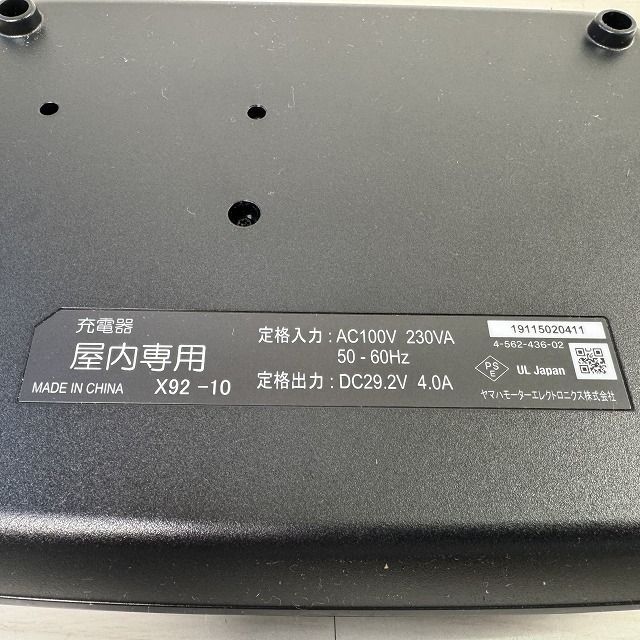 充電器
屋内専用
MADE IN CHINA X92 -10
定格入力 : AC100V 230VA
50 - 60Hz
定格出力 : DC29.2V 4.0A
19115020411
4-562-436-02
PS
E
UL Japan
ヤマハモーターエレクトロニクス株式会社